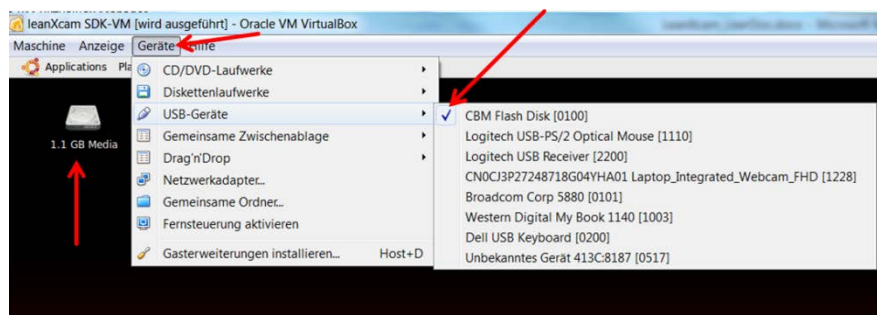 leanXcam SDK-VM [wird ausgeführt] - Oracle VM VirtualBox
Maschine Anzeige Geräte Hilfe
Applications Pla
CD/DVD-Laufwerke
Diskettenlaufwerke
USB-Geräte
Gemeinsame Zwischenablage
Drag'n'Drop
Netzwerkadapter...
Gemeinsame Ordner...
Fernsteuerung aktivieren
Gasterweiterungen installieren... Host+D
CBM Flash Disk [0100]
Logitech USB-PS/2 Optical Mouse [1110]
Logitech USB Receiver [2200]
CN0CJ3P27248718G04YHA01 Laptop_Integrated_Webcam_FHD [1228]
Broadcom Corp 5880 [0101]
Western Digital My Book 1140 [1003]
Dell USB Keyboard [0200]
Unbekanntes Gerät 413C:8187 [0517]
1.1 GB Media